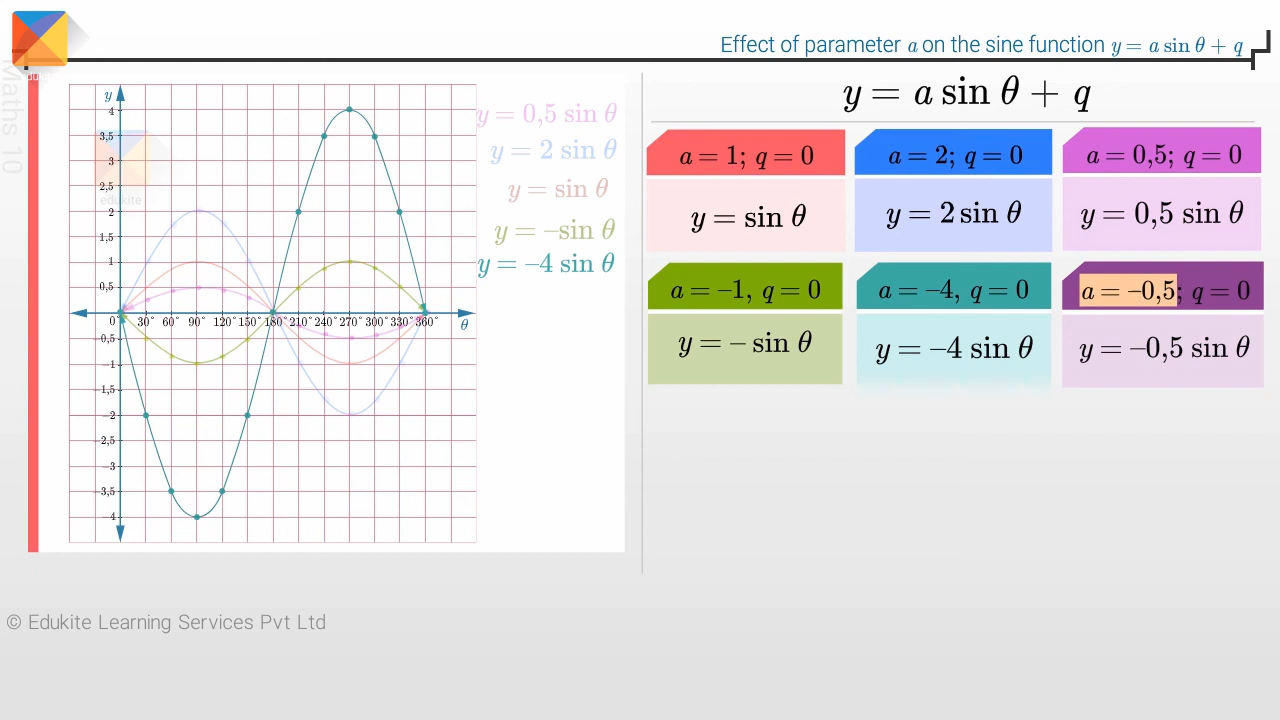 Effect of parameter a on the sine function y = a sin θ + q
Maths 10
edukite
y
4
3,5
3
2,5
2
1,5
1
0,5
0
–0,5
–1
–1,5
–2
–2,5
–3
–3,5
–4
30° 60° 90° 120° 150° 180° 210° 240° 270° 300° 330° 360°
θ
y = 0,5 sin θ
y = 2 sin θ
y = sin θ
y = –sin θ
y = –4 sin θ
y = a sin θ + q
a = 1; q = 0
a = 2; q = 0
a = 0,5; q = 0
y = sin θ
y = 2 sin θ
y = 0,5 sin θ
a = –1, q = 0
a = –4, q = 0
a = –0,5; q = 0
y = – sin θ
y = –4 sin θ
y = –0,5 sin θ
© Edukite Learning Services Pvt Ltd